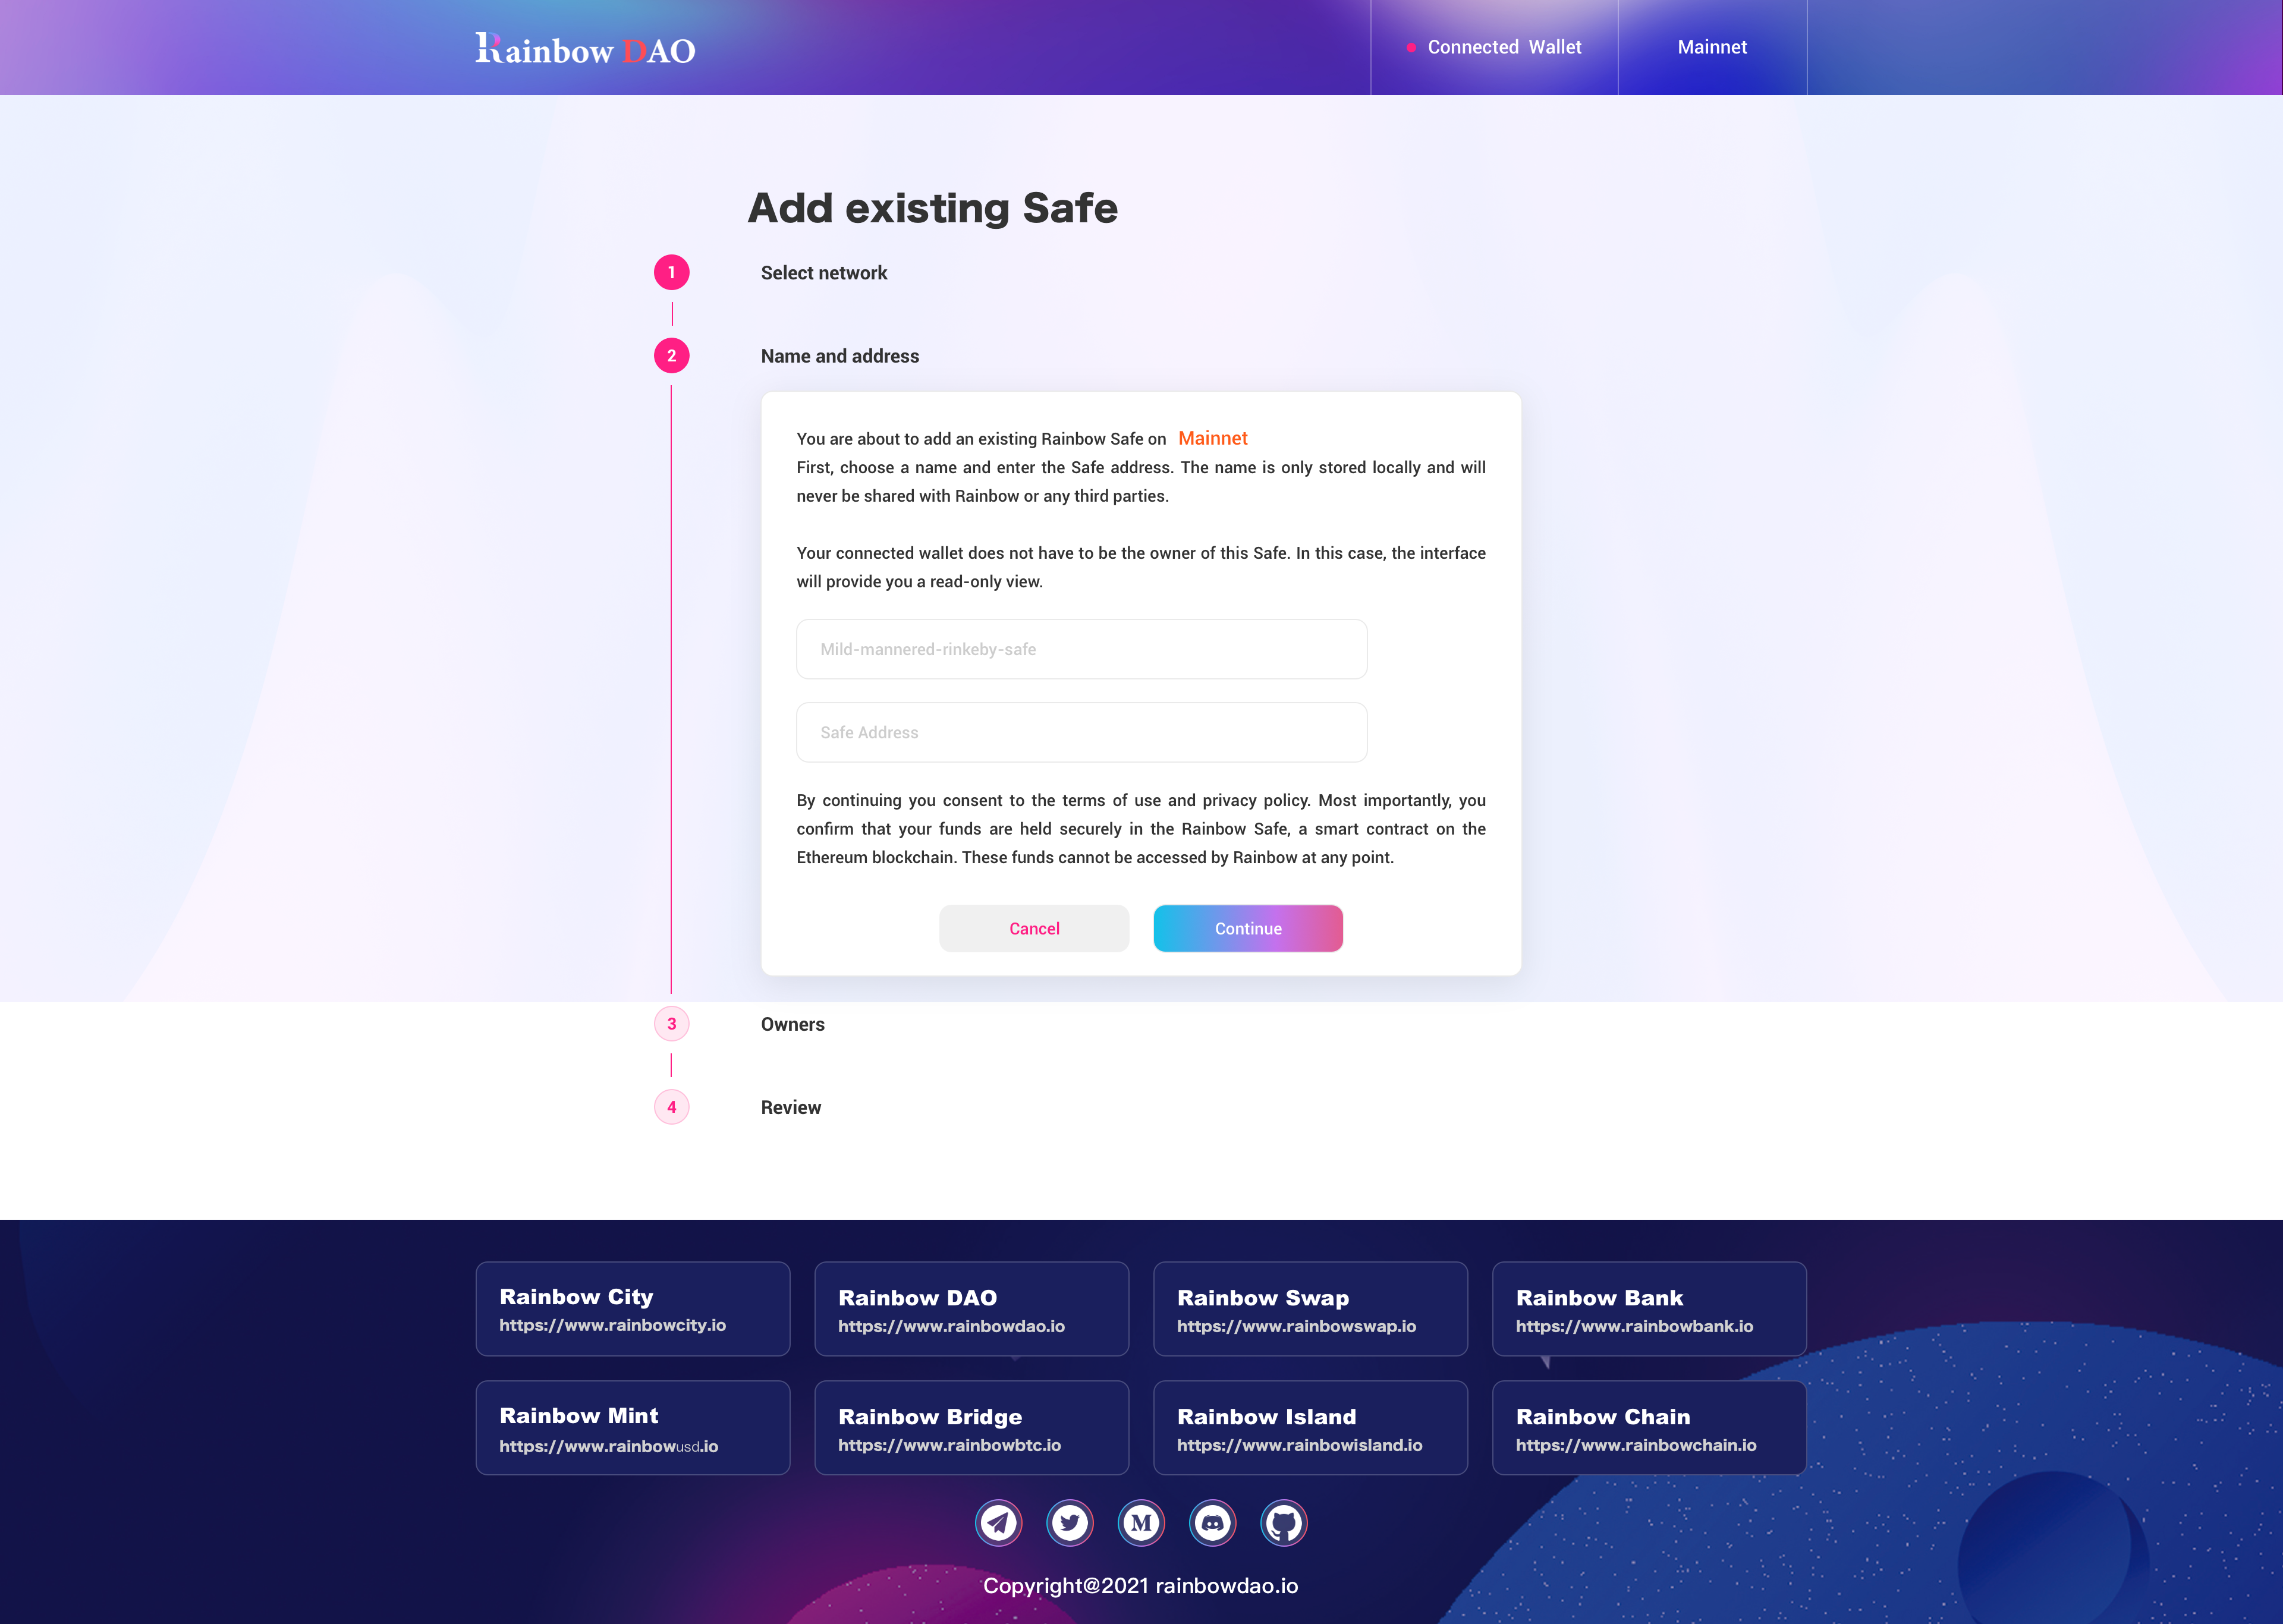 Rainbow DAO
Connected Wallet
Mainnet
Add existing Safe
1
Select network
2
Name and address
You are about to add an existing Rainbow Safe on Mainnet
First, choose a name and enter the Safe address. The name is only stored locally and will
never be shared with Rainbow or any third parties.
Your connected wallet does not have to be the owner of this Safe. In this case, the interface
will provide you a read-only view.
Mild-mannered-rinkeby-safe
Safe Address
By continuing you consent to the terms of use and privacy policy. Most importantly, you
confirm that your funds are held securely in the Rainbow Safe, a smart contract on the
Ethereum blockchain. These funds cannot be accessed by Rainbow at any point.
Cancel
Continue
3
Owners
4
Review
Rainbow City
https://www.rainbowcity.io
Rainbow DAO
https://www.rainbowdao.io
Rainbow Swap
https://www.rainbowswap.io
Rainbow Bank
https://www.rainbowbank.io
Rainbow Mint
https://www.rainbowusd.io
Rainbow Bridge
https://www.rainbowbtc.io
Rainbow Island
https://www.rainbowisland.io
Rainbow Chain
https://www.rainbowchain.io
M
Copyright@2021 rainbowdao.io